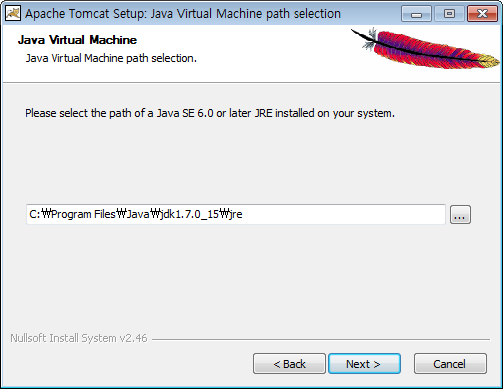 Apache Tomcat Setup: Java Virtual Machine path selection
Java Virtual Machine
Java Virtual Machine path selection.
Please select the path of a Java SE 6.0 or later JRE installed on your system.
C:₩Program Files₩Java₩jdk1.7.0_15₩jre
...
Nullsoft Install System v2.46
< Back Next > Cancel